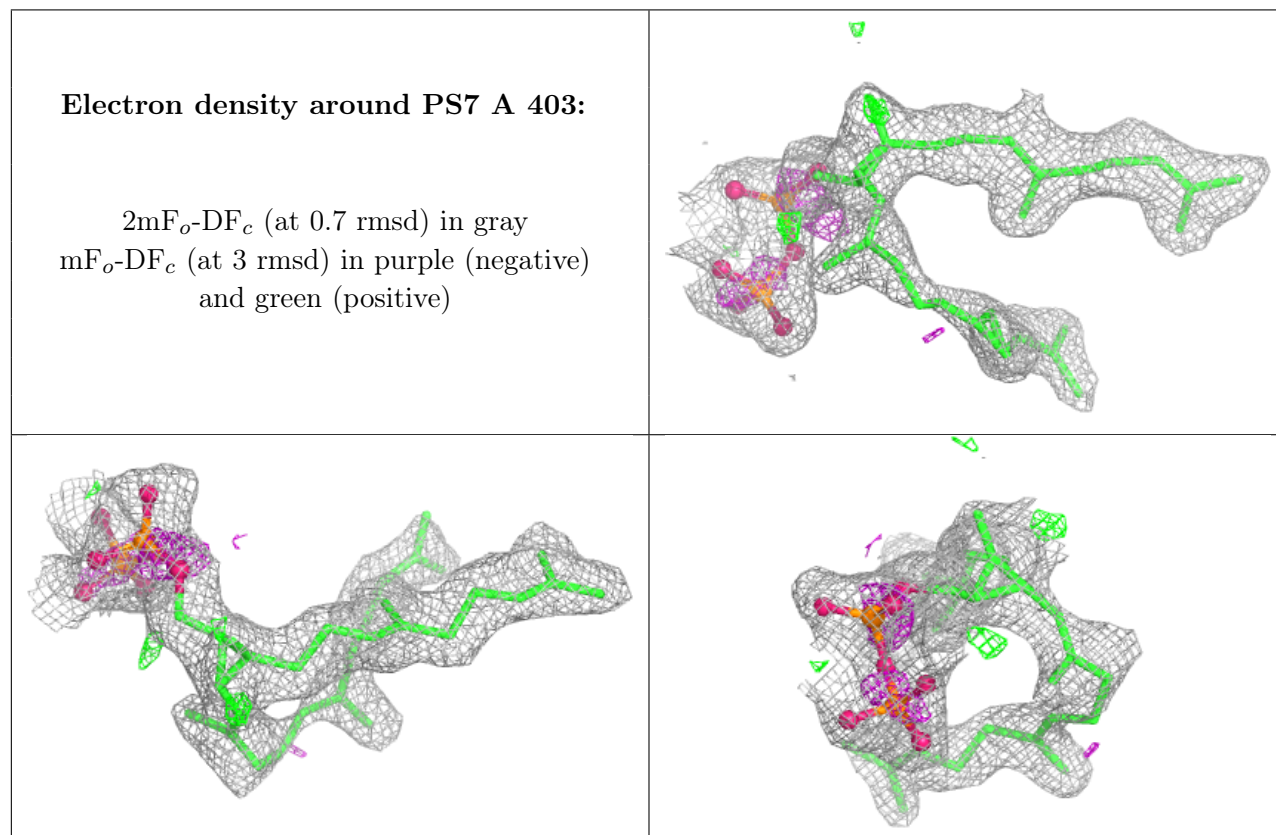 Electron density around PS7 A 403:
2mFo-DFc (at 0.7 rmsd) in gray
mFo-DFc (at 3 rmsd) in purple (negative)
and green (positive)